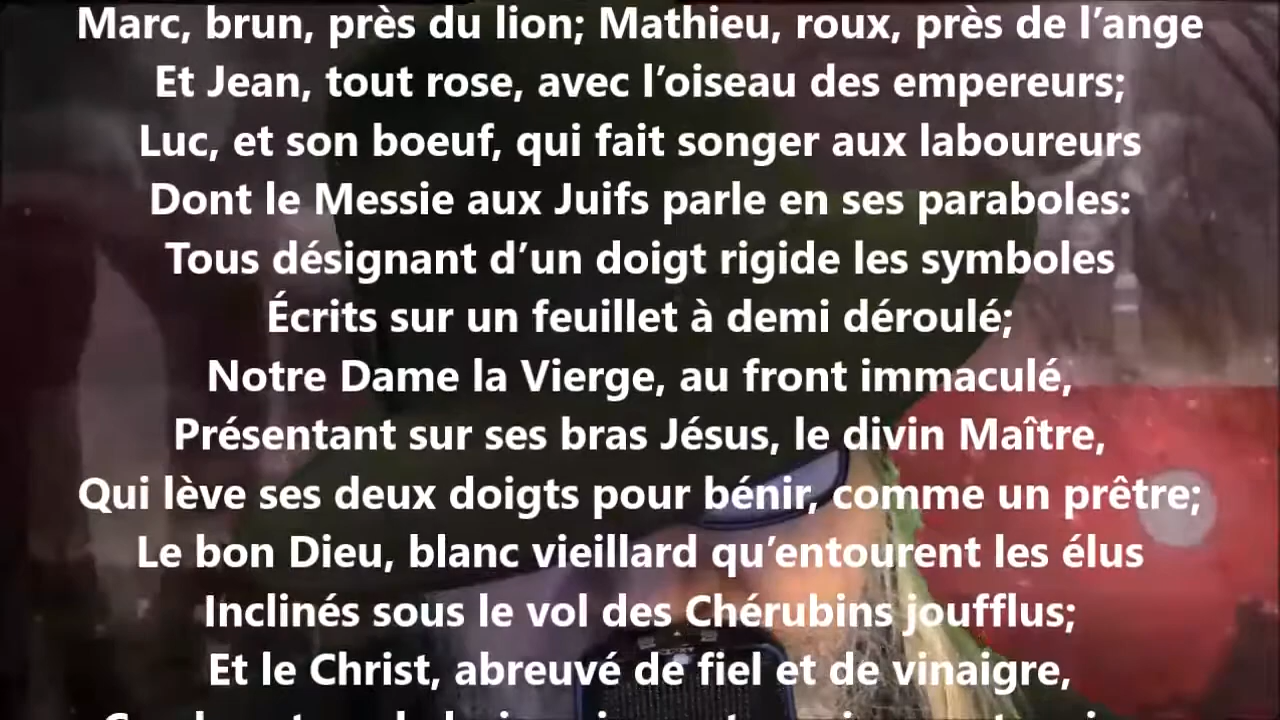 Marc, brun, près du lion; Mathieu, roux, près de l’ange
Et Jean, tout rose, avec l’oiseau des empereurs;
Luc, et son boeuf, qui fait songer aux laboureurs
Dont le Messie aux Juifs parle en ses paraboles:
Tous désignant d’un doigt rigide les symboles
Écrits sur un feuillet à demi déroulé;
Notre Dame la Vierge, au front immaculé,
Présentant sur ses bras Jésus, le divin Maître,
Qui lève ses deux doigts pour bénir, comme un prêtre;
Le bon Dieu, blanc vieillard qu’entourent les élus
Inclinés sous le vol des Chérubins joufflus;
Et le Christ, abreuvé de fiel et de vinaigre,